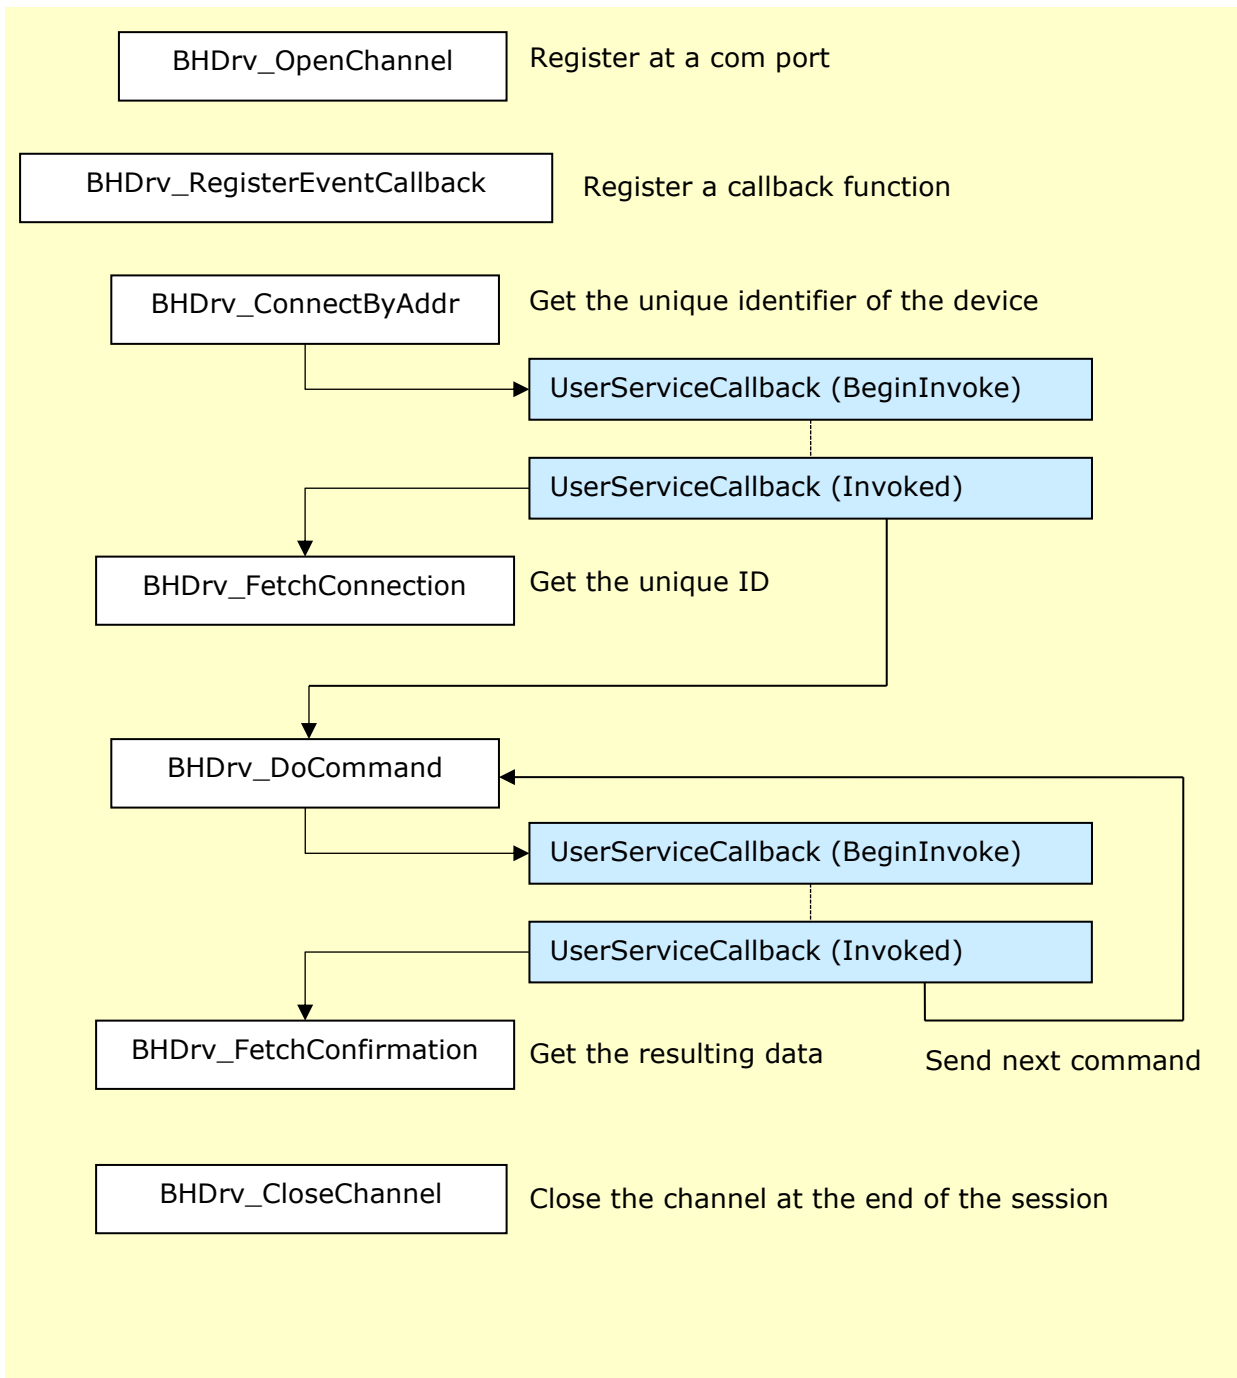 BHDrv_OpenChannel
Register at a com port
BHDrv_RegisterEventCallback
Register a callback function
BHDrv_ConnectByAddr
Get the unique identifier of the device
UserServiceCallback (BeginInvoke)
UserServiceCallback (Invoked)
BHDrv_FetchConnection
Get the unique ID
BHDrv_DoCommand
UserServiceCallback (BeginInvoke)
UserServiceCallback (Invoked)
BHDrv_FetchConfirmation
Get the resulting data
Send next command
BHDrv_CloseChannel
Close the channel at the end of the session